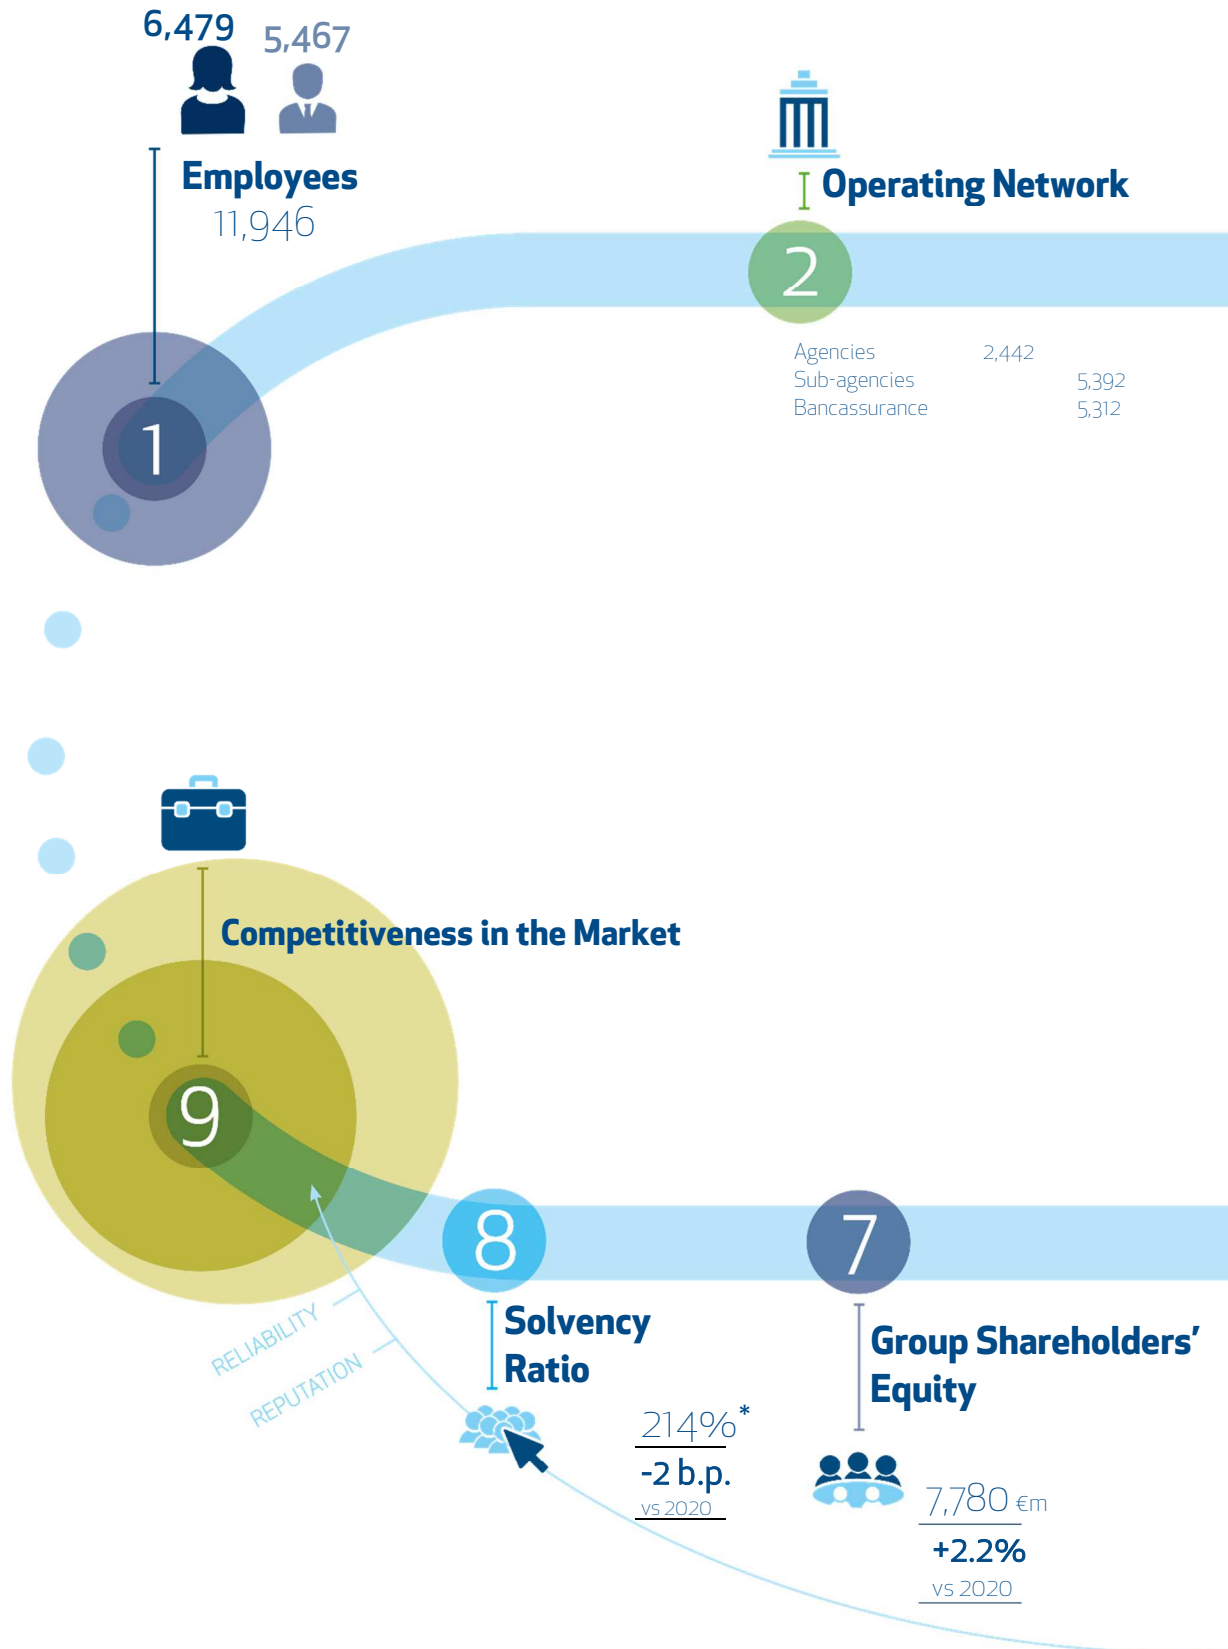 6,479 5,467
Employees
11,946
Operating Network
2
Agencies 2,442
Sub-agencies 5,392
Bancassurance 5,312
1
Competitiveness in the Market
9
8
7
RELIABILITY
REPUTATION
Solvency
Ratio
214%*
-2 b.p.
vs 2020
Group Shareholders’
Equity
7,780 €m
+2.2%
vs 2020